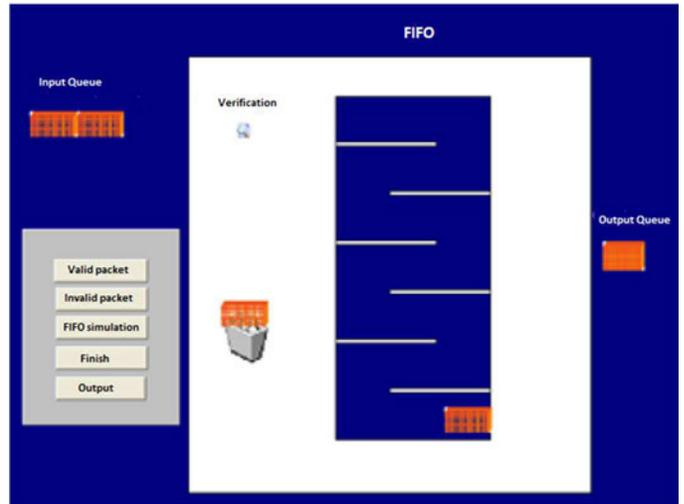 FIFO
Input Queue
Verification
Output Queue
Valid packet
Invalid packet
FIFO simulation
Finish
Output